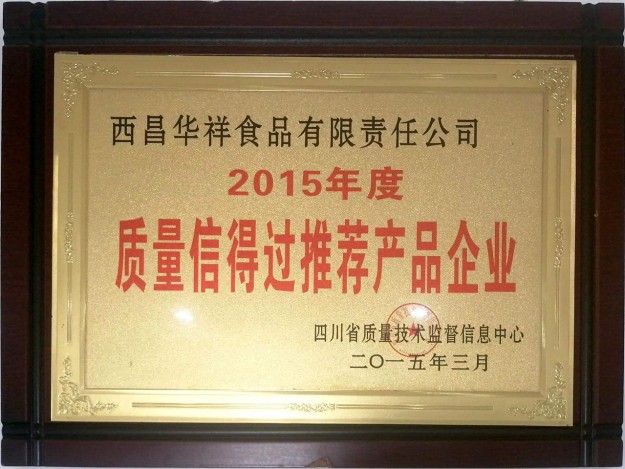 西昌华祥食品有限责任公司
2015年度
质量信得过推荐产品企业
四川省质量技术监督信息中心
二〇一五年三月